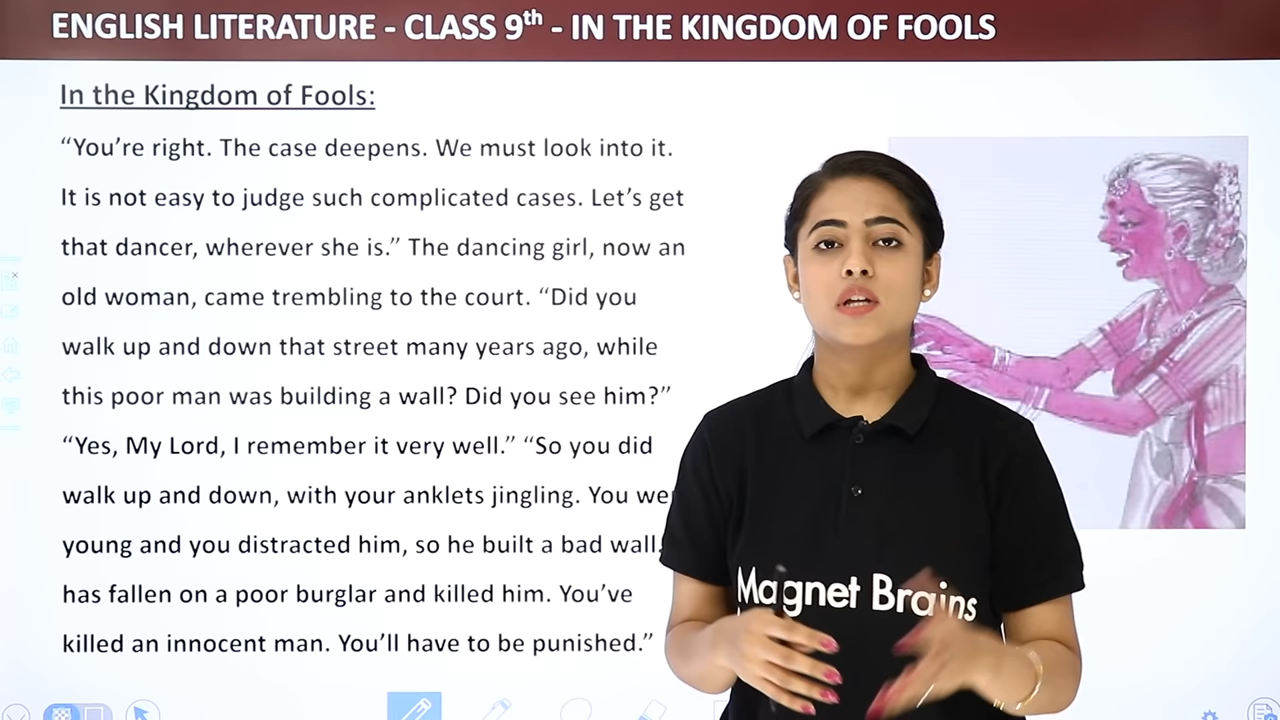 ENGLISH LITERATURE - CLASS 9th - IN THE KINGDOM OF FOOLS
In the Kingdom of Fools:
“You’re right. The case deepens. We must look into it.
It is not easy to judge such complicated cases. Let’s get
that dancer, wherever she is.” The dancing girl, now an
old woman, came trembling to the court. “Did you
walk up and down that street many years ago, while
this poor man was building a wall? Did you see him?”
“Yes, My Lord, I remember it very well.” “So you did
walk up and down, with your anklets jingling. You
young and you distracted him, so he built a bad wall.
has fallen on a poor burglar and killed him. You’ve
killed an innocent man. You’ll have to be punished.”
Magnet Brains